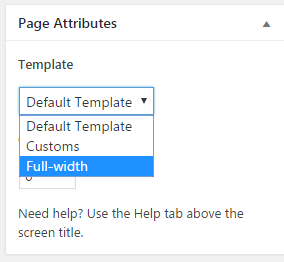 Page Attributes
Template
Default Template
Default Template
Customs
Full-width
Need help? Use the Help tab above the
screen title.